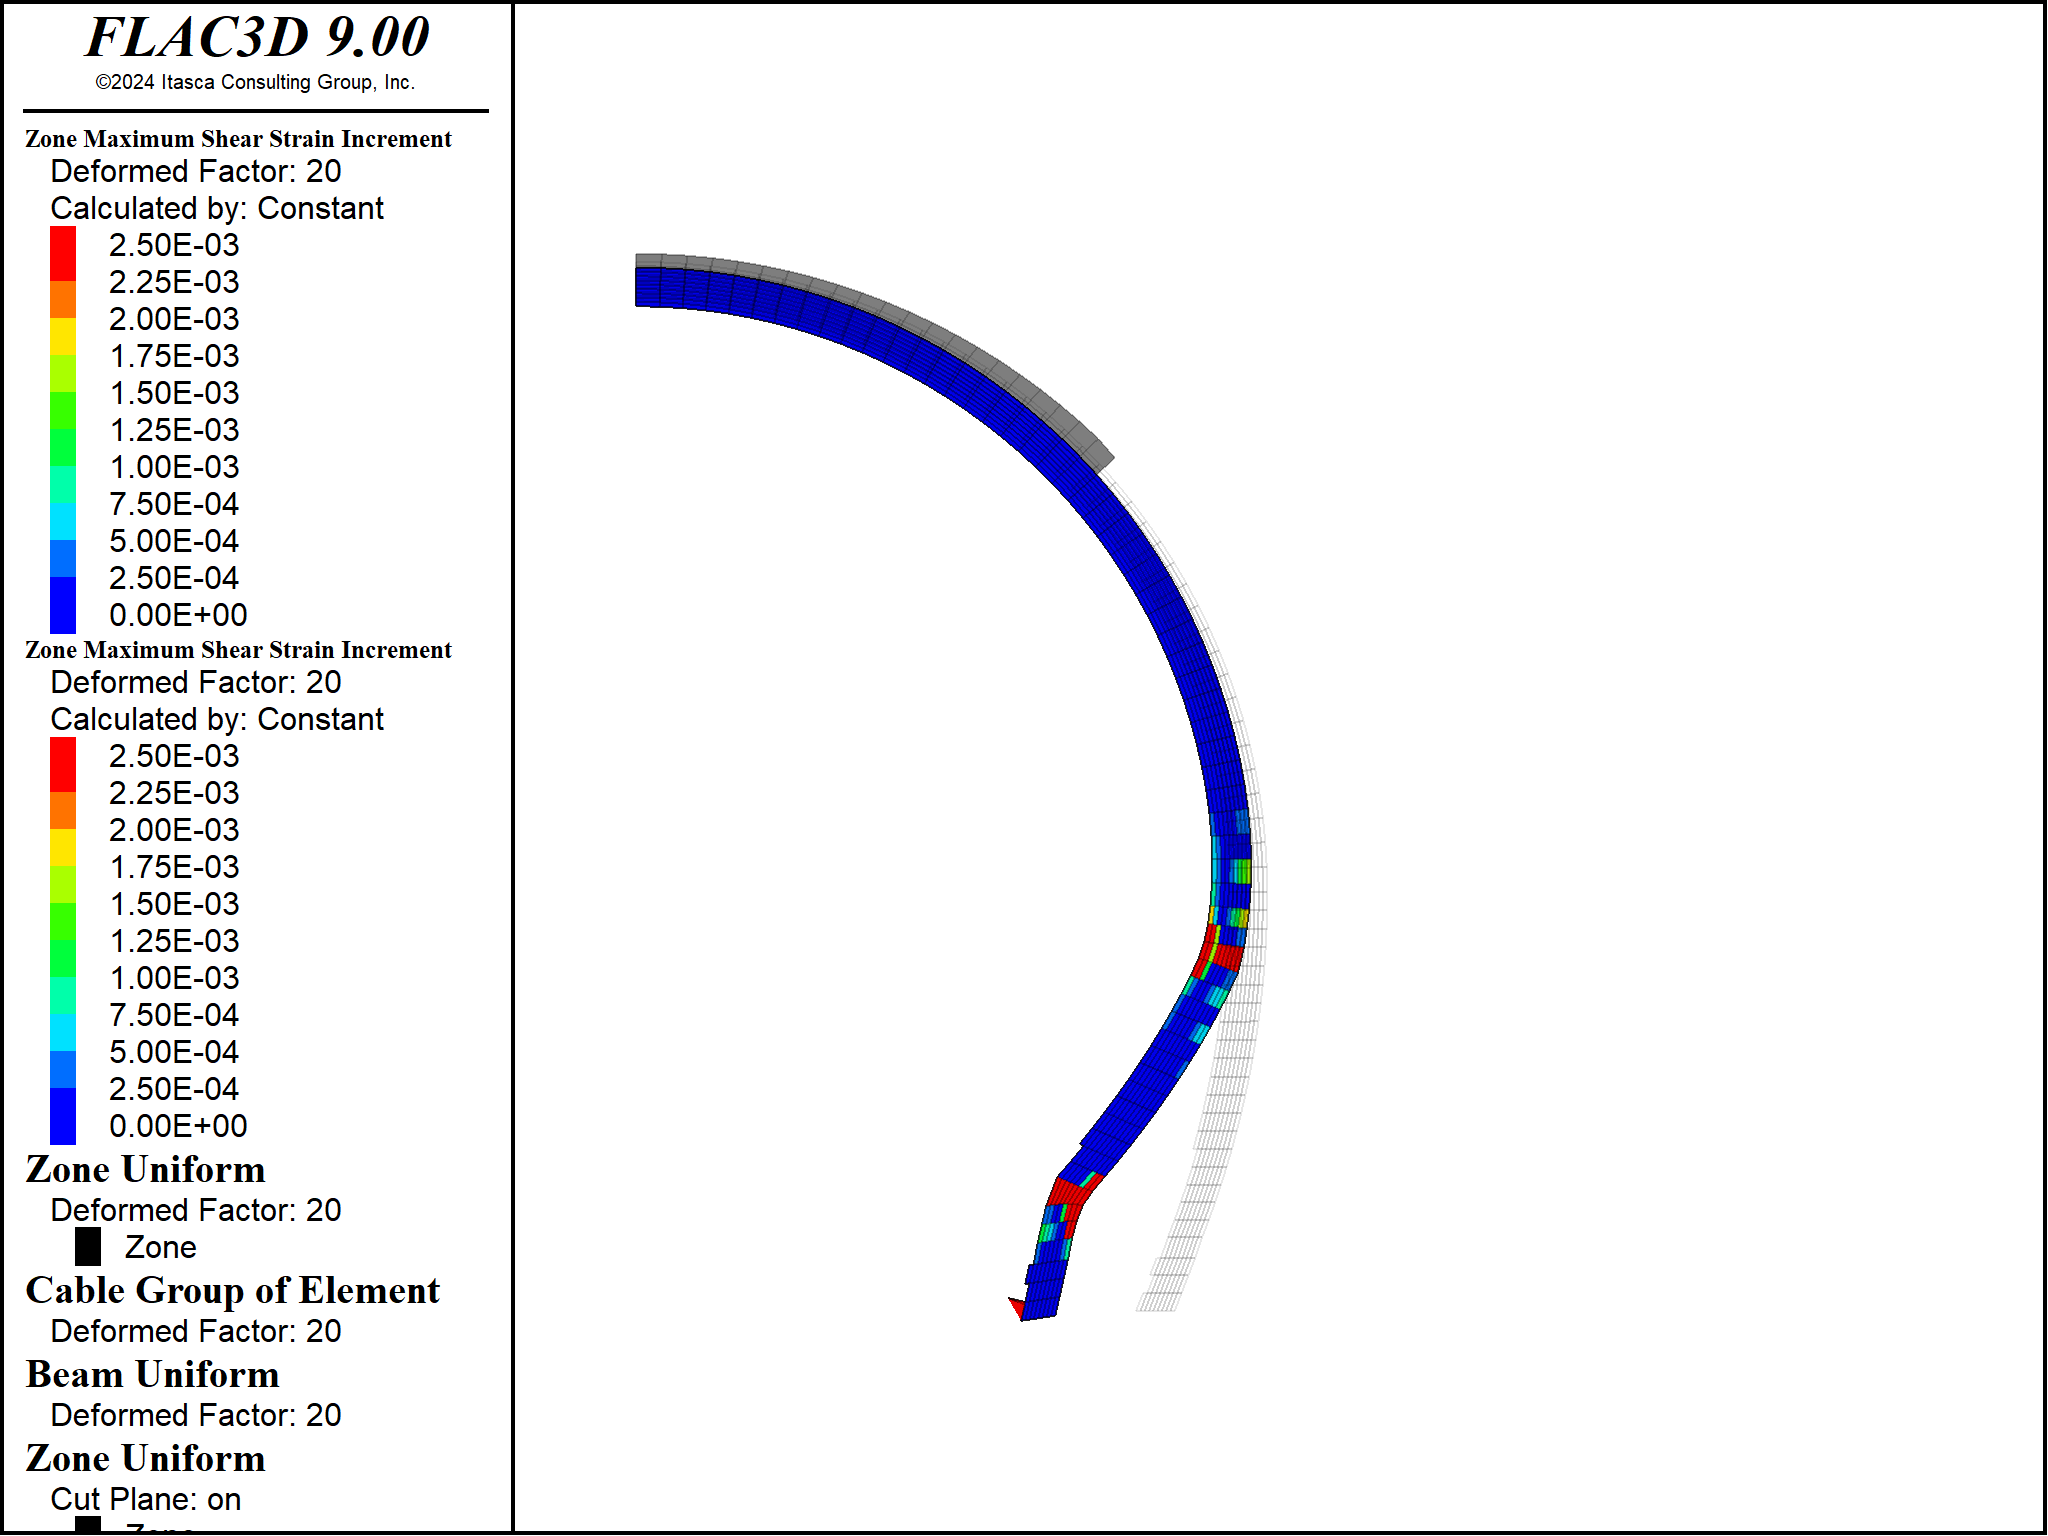 FLAC3D 9.00
©2024 Itasca Consulting Group, Inc.
Zone Maximum Shear Strain Increment
Deformed Factor: 20
Calculated by: Constant
2.50E-03
2.25E-03
2.00E-03
1.75E-03
1.50E-03
1.25E-03
1.00E-03
7.50E-04
5.00E-04
2.50E-04
0.00E+00
Zone Maximum Shear Strain Increment
Deformed Factor: 20
Calculated by: Constant
2.50E-03
2.25E-03
2.00E-03
1.75E-03
1.50E-03
1.25E-03
1.00E-03
7.50E-04
5.00E-04
2.50E-04
0.00E+00
Zone Uniform
Deformed Factor: 20
Zone
Cable Group of Element
Deformed Factor: 20
Beam Uniform
Deformed Factor: 20
Zone Uniform
Cut Plane: on